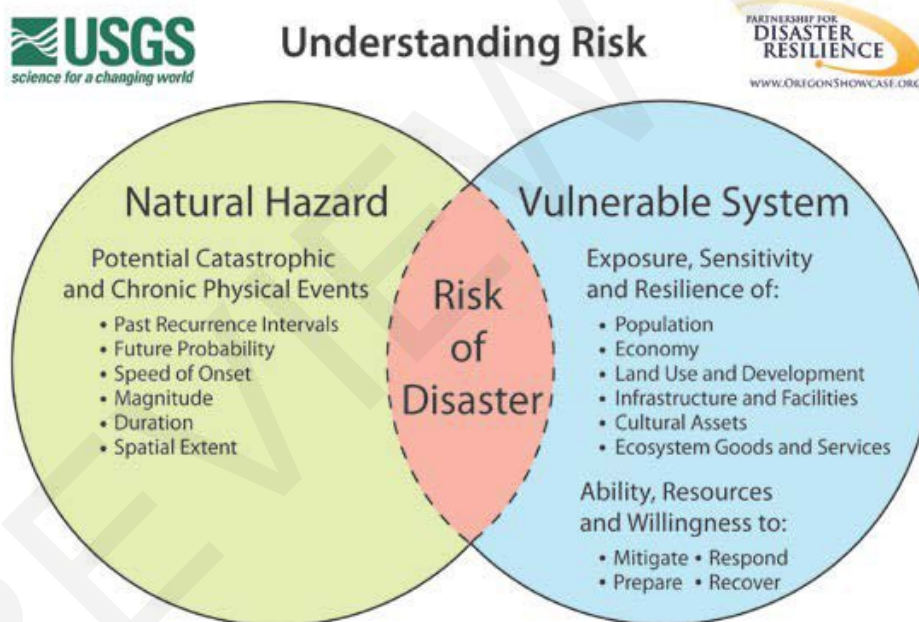 USGS
science for a changing world
Understanding Risk
PARTNERSHIP FOR
DISASTER
RESILIENCE
WWW.OREGONSHOWCASE.ORG
Natural Hazard
Potential Catastrophic
and Chronic Physical Events
• Past Recurrence Intervals
• Future Probability
• Speed of Onset
• Magnitude
• Duration
• Spatial Extent
Risk
of
Disaster
Vulnerable System
Exposure, Sensitivity
and Resilience of:
• Population
• Economy
• Land Use and Development
• Infrastructure and Facilities
• Cultural Assets
• Ecosystem Goods and Services
Ability, Resources
and Willingness to:
• Mitigate • Respond
• Prepare • Recover
PREVIEW